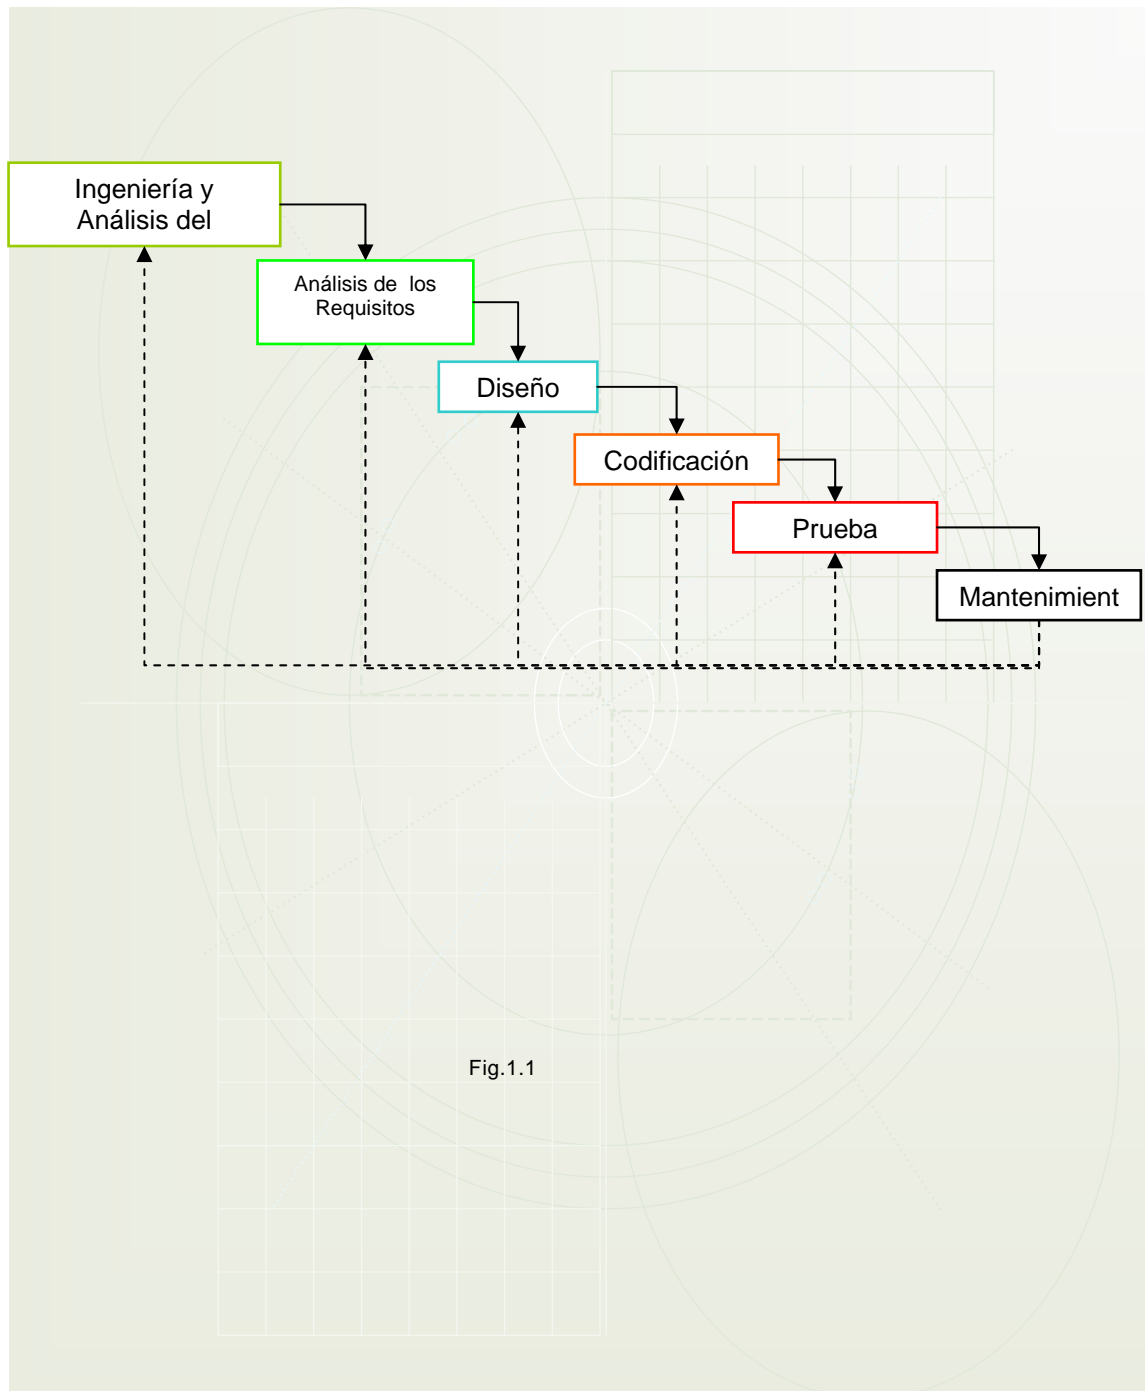 Ingeniería y
Análisis del
Análisis de los
Requisitos
Diseño
Codificación
Prueba
Mantenimient
Fig.1.1